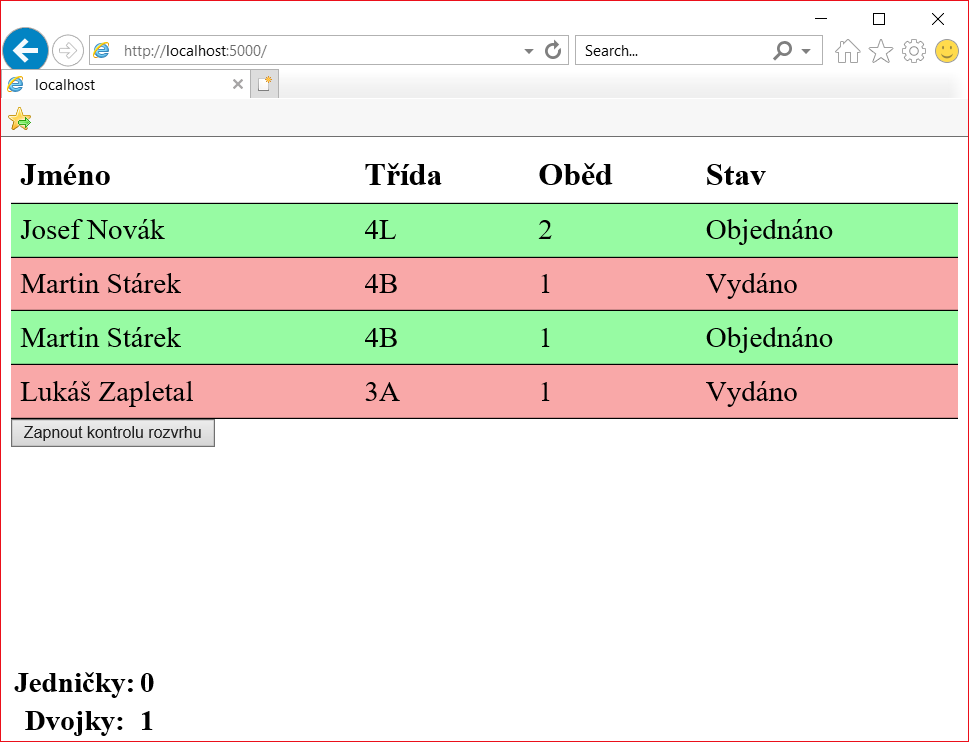 http://localhost:5000/ Search...
localhost
Jméno Třída Oběd Stav
Josef Novák 4L 2 Objednáno
Martin Stárek 4B 1 Vydáno
Martin Stárek 4B 1 Objednáno
Lukáš Zapletal 3A 1 Vydáno
Zapnout kontrolu rozvrhu
Jedničky: 0
Dvojky: 1